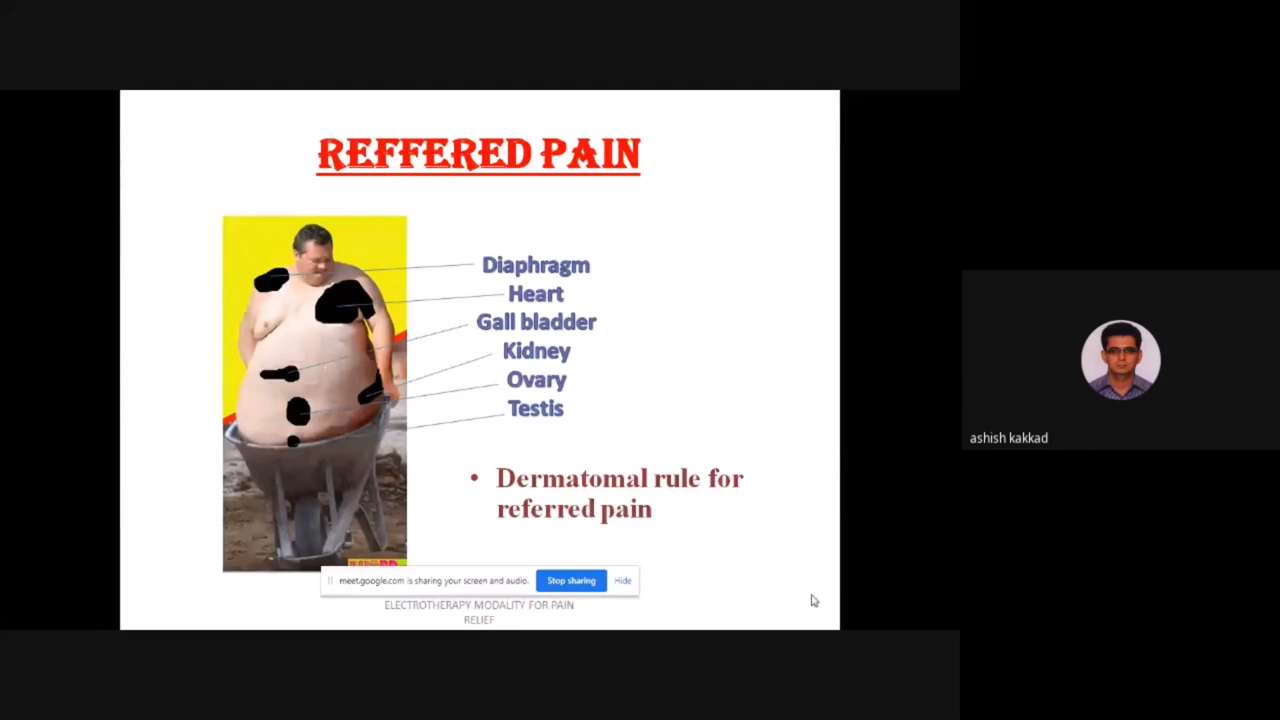 REFFERED PAIN
Diaphragm
Heart
Gall bladder
Kidney
Ovary
Testis
• Dermatomal rule for
referred pain
meet.google.com is sharing your screen and audio. Stop sharing Hide
ELECTROTHERAPY MODALITY FOR PAIN
RELIEF
ashish kakkad